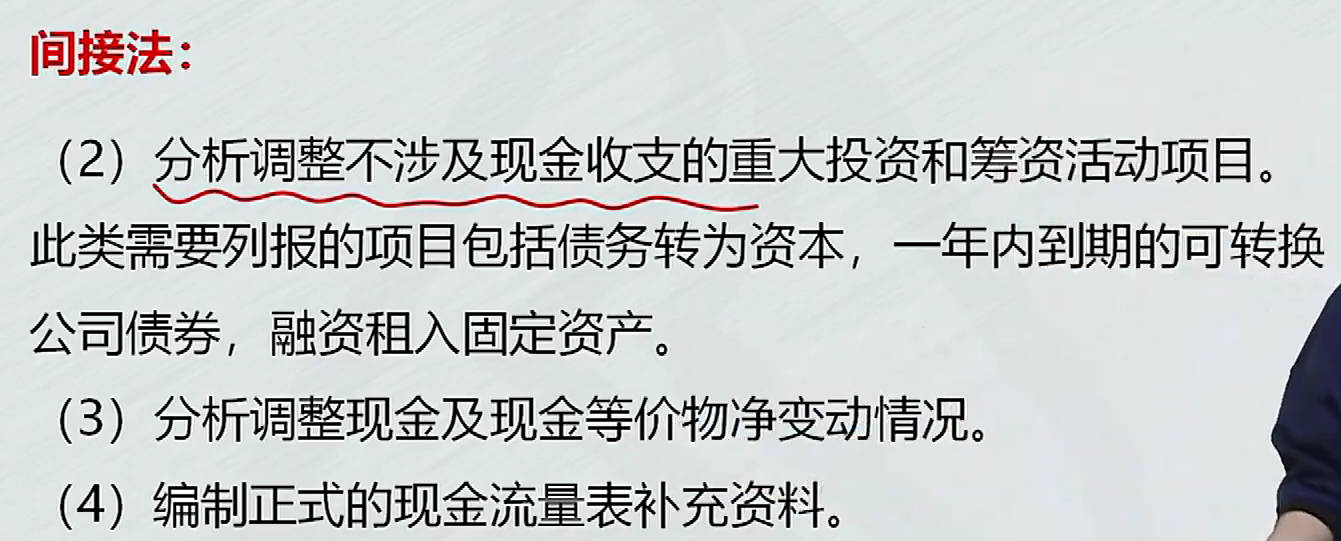 间接法：
（2）分析调整不涉及现金收支的重大投资和筹资活动项目。
此类需要列报的项目包括债务转为资本，一年内到期的可转换
公司债券，融资租入固定资产。
（3）分析调整现金及现金等价物净变动情况。
（4）编制正式的现金流量表补充资料。